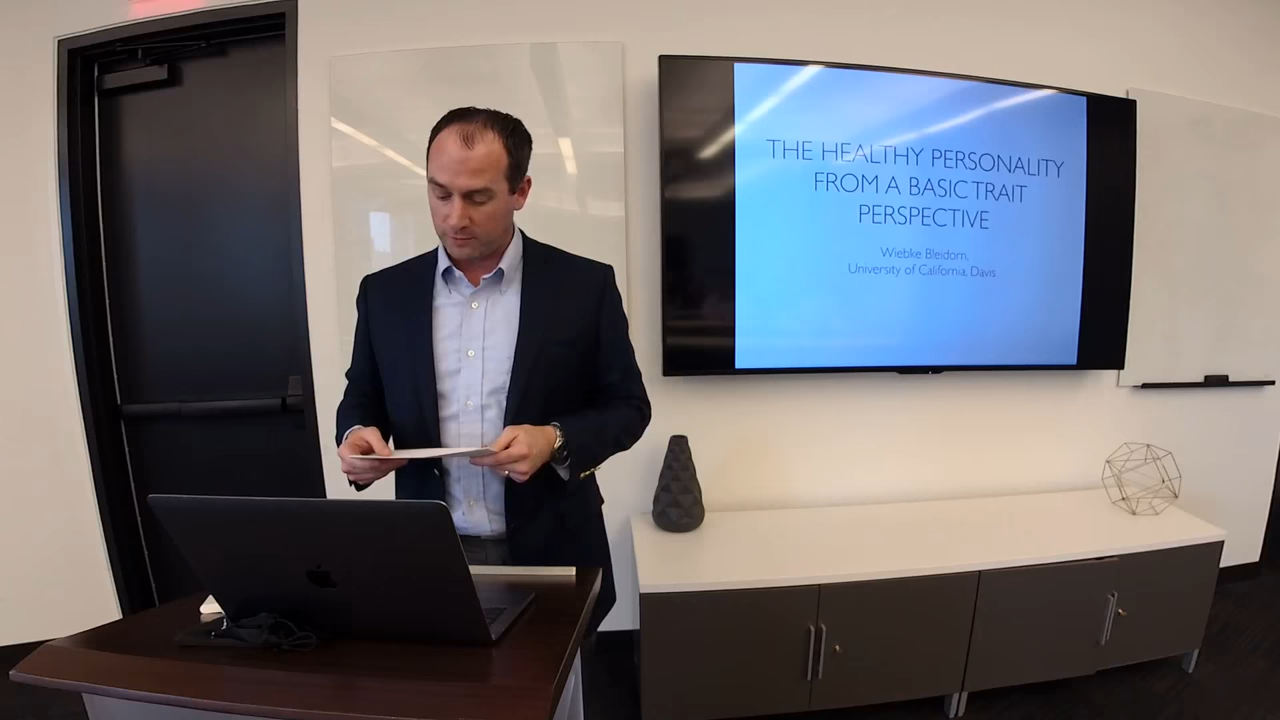 THE HEALTHY PERSONALITY
FROM A BASIC TRAIT
PERSPECTIVE
Wiebke Bleidorn,
University of California, Davis